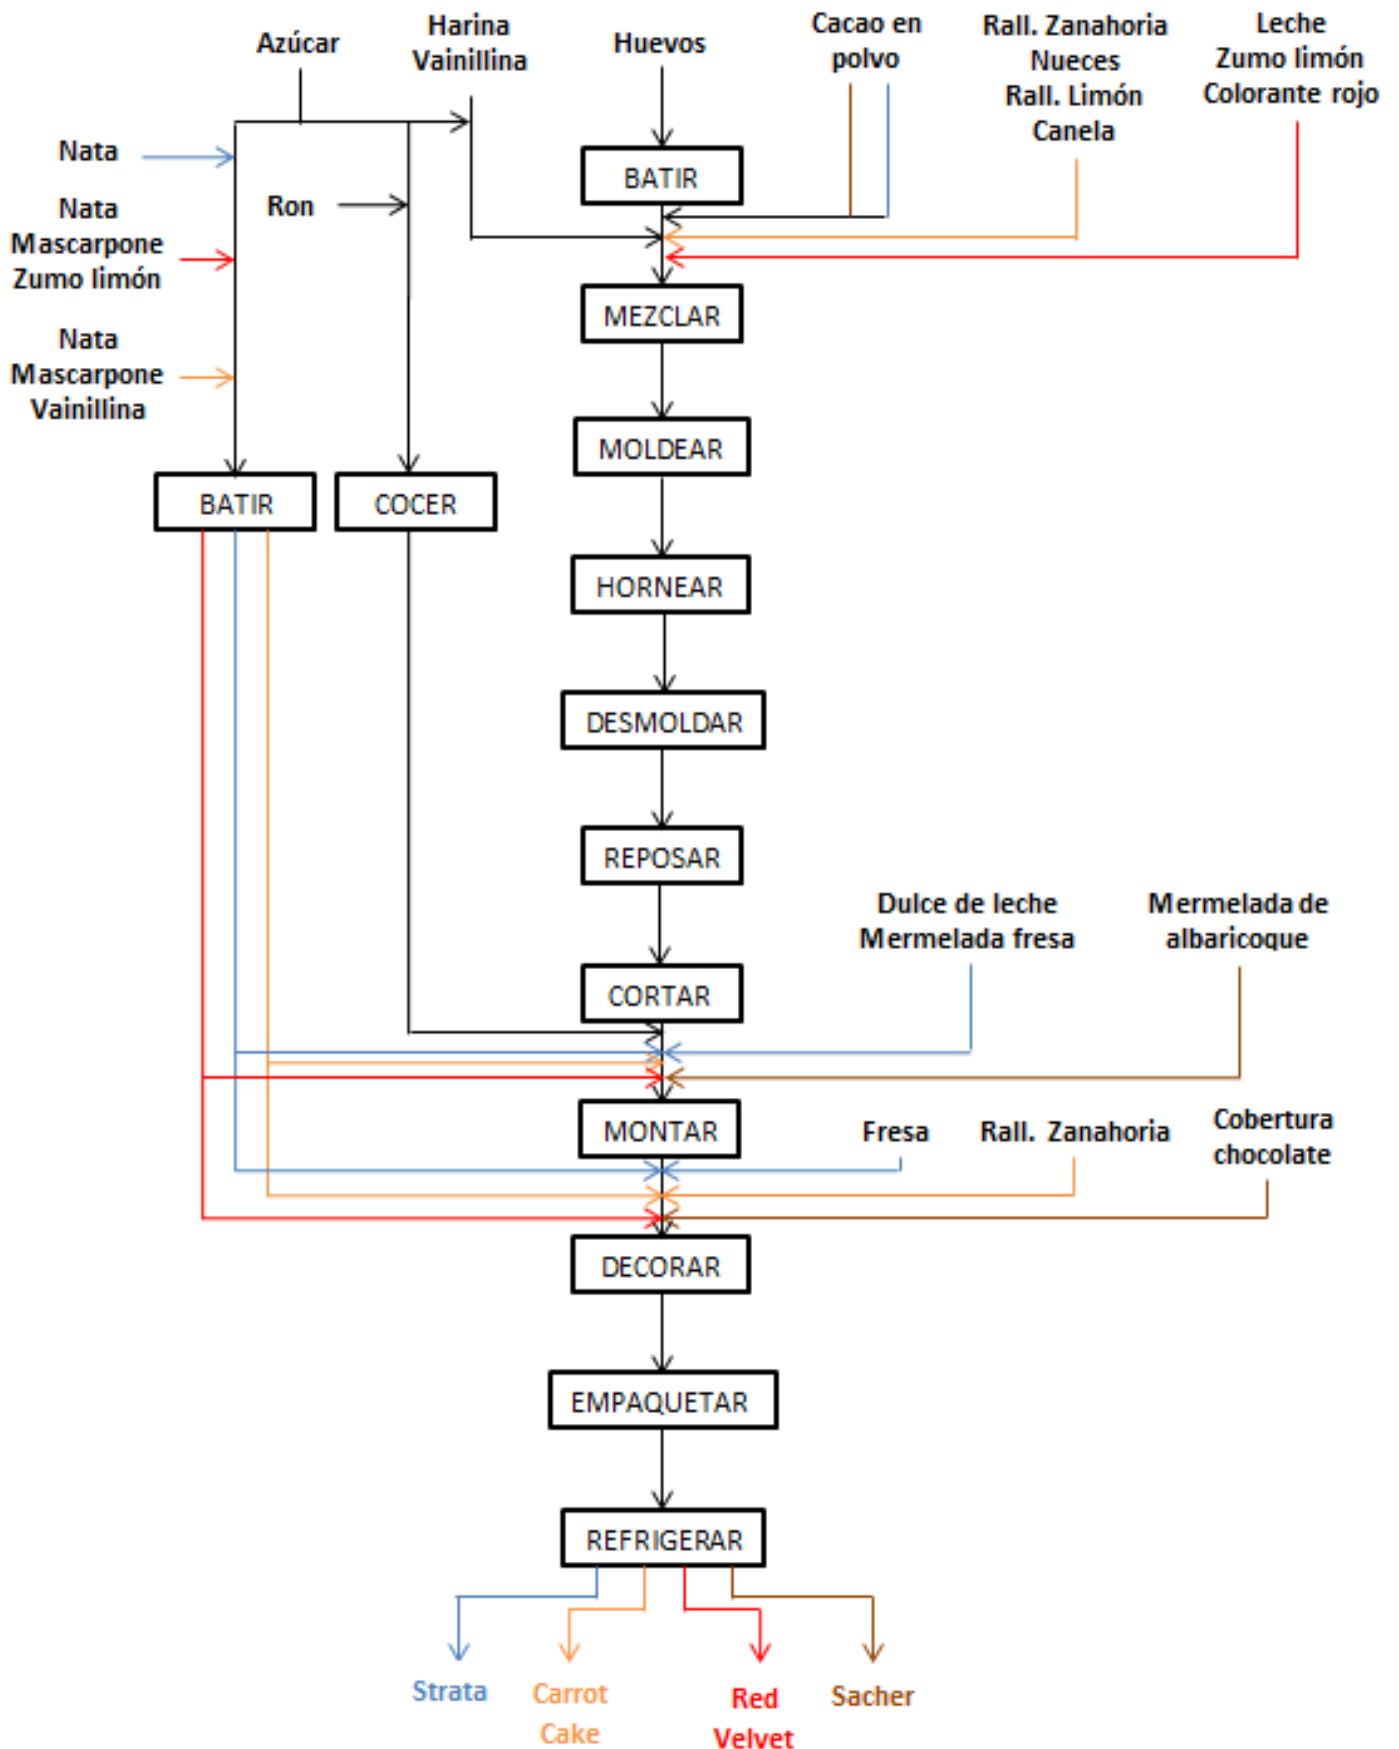 Azúcar
Harina
Vainillina
Huevos
Cacao en
polvo
Rall. Zanahoria
Nueces
Rall. Limón
Canela
Leche
Zumo limón
Colorante rojo
Nata
Nata
Mascarpone
Zumo limón
Nata
Mascarpone
Vainillina
Ron
BATIR
MEZCLAR
MOLDEAR
BATIR
COCER
HORNEAR
DESMOLDAR
REPOSAR
Dulce de leche
Mermelada fresa
Mermelada de
albaricoque
CORTAR
MONTAR
Fresa
Rall. Zanahoria
Cobertura
chocolate
DECORAR
EMPAQUETAR
REFRIGERAR
Strata
Carrot
Cake
Red
Velvet
Sacher